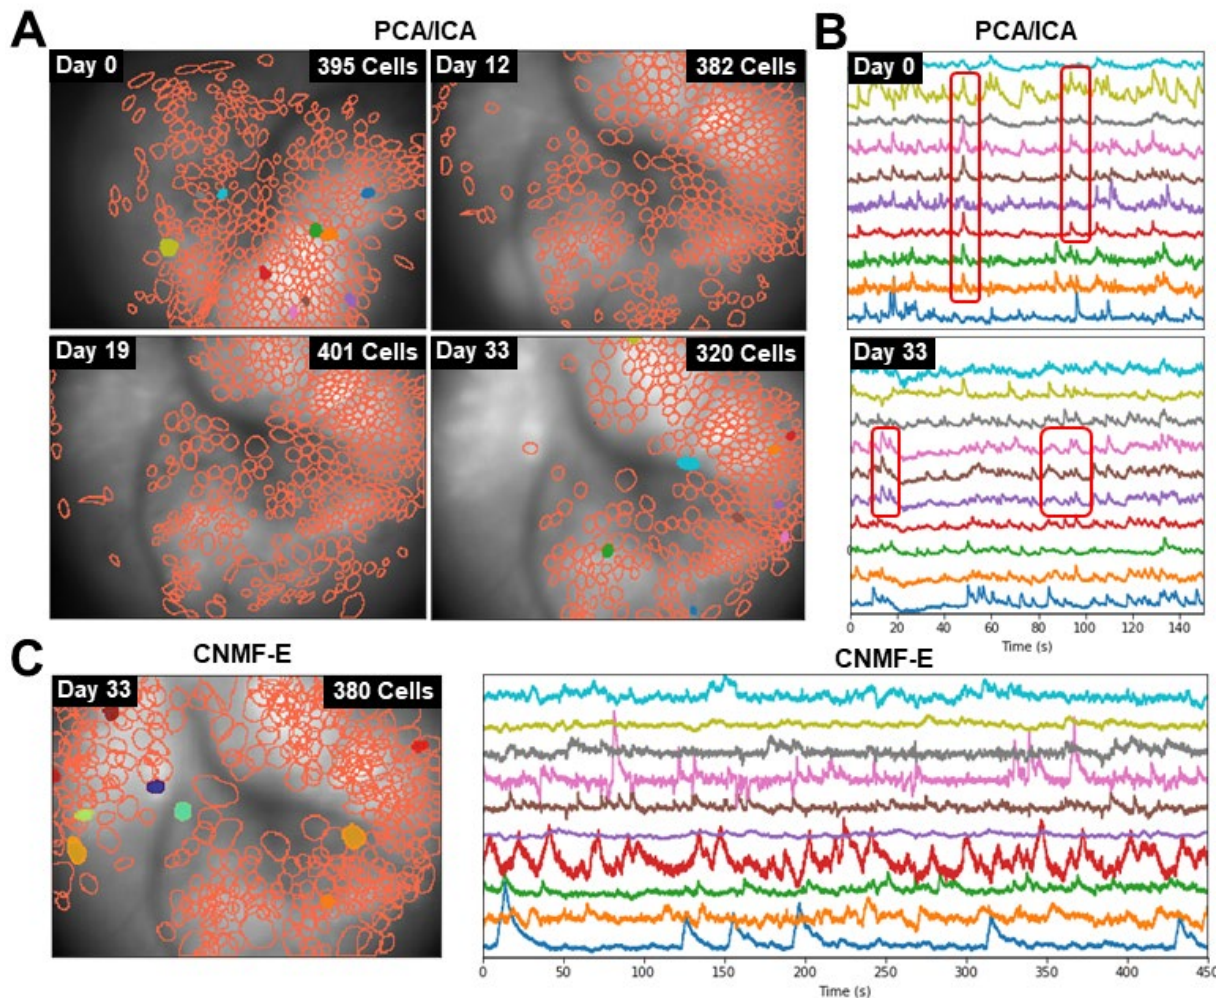 A
PCA/ICA
Day 0
395 Cells
Day 12
382 Cells
Day 19
401 Cells
Day 33
320 Cells
B
PCA/ICA
Day 0
Day 33
0
0 20 40 60 80 100 120 140
Time (s)
C
CNMF-E
Day 33
380 Cells
CNMF-E
0 50 100 150 200 250 300 350 400 450
Time (s)